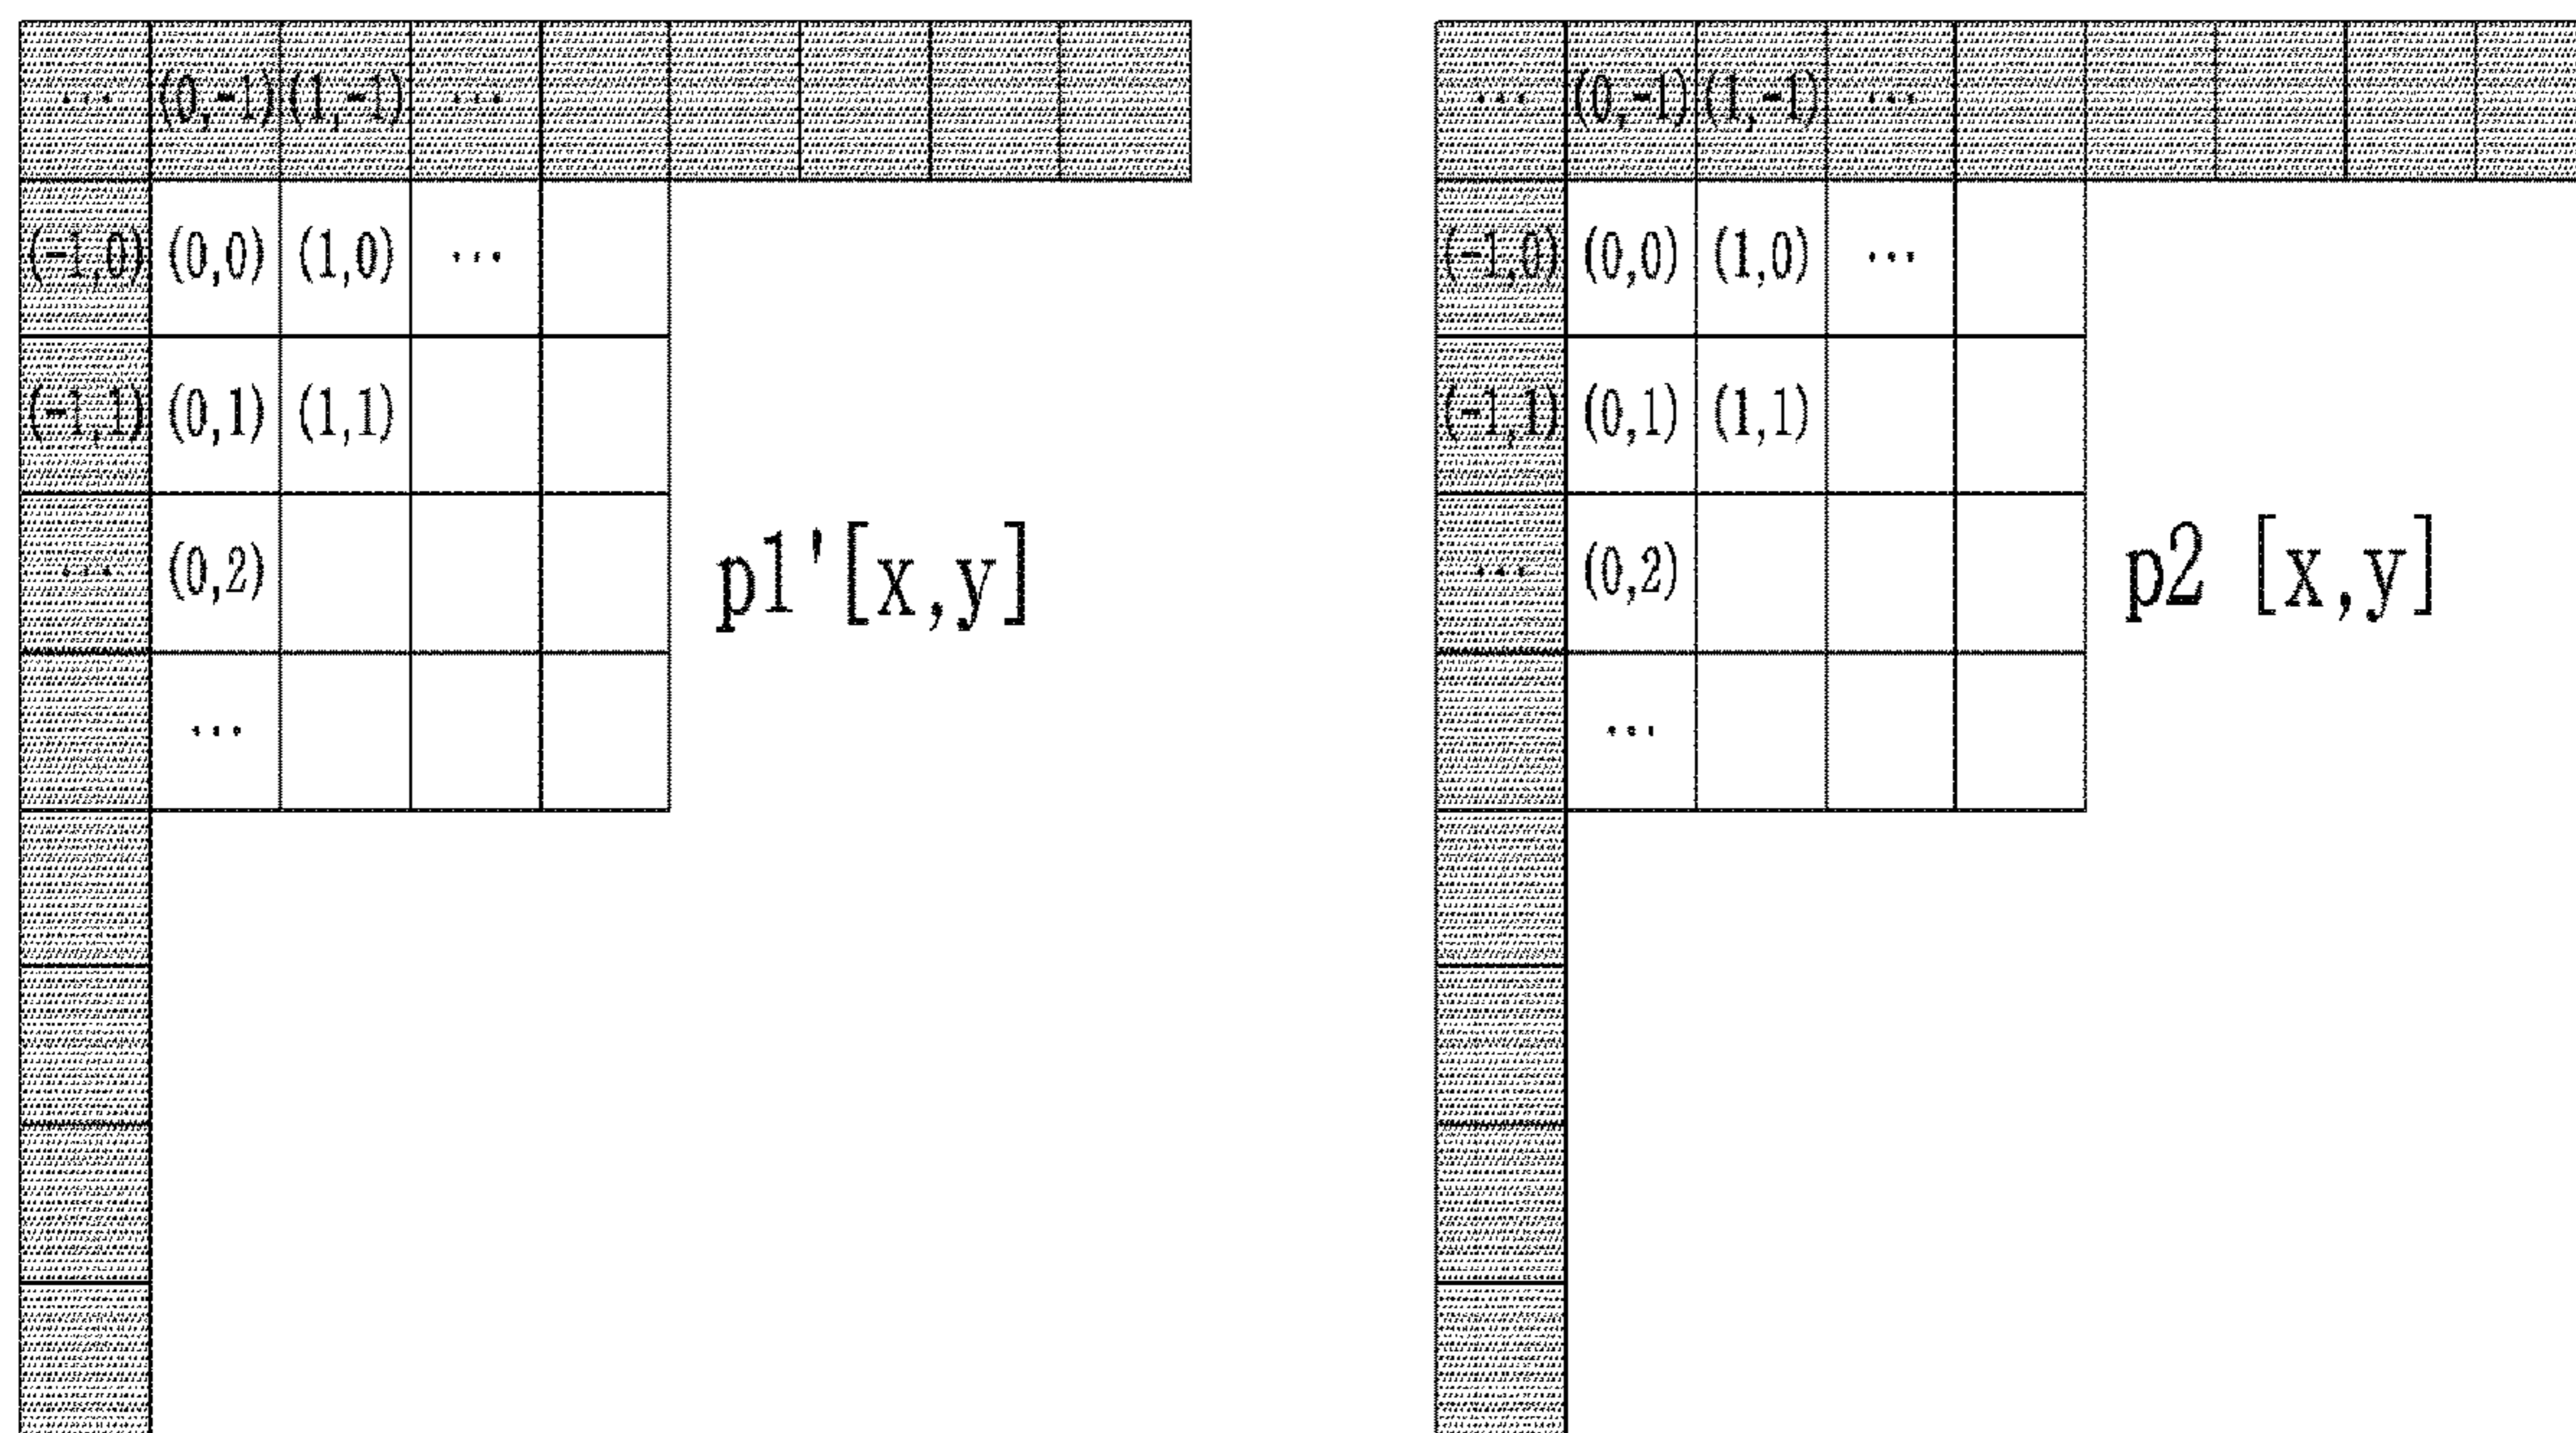 ... (0,-1) (1,-1) ...
(-1,0) (0,0) (1,0) ...
(-1,1) (0,1) (1,1)
... (0,2)
...
p1'[x,y]
... (0,-1) (1,-1) ...
(-1,0) (0,0) (1,0) ...
(-1,1) (0,1) (1,1)
... (0,2)
...
p2 [x,y]